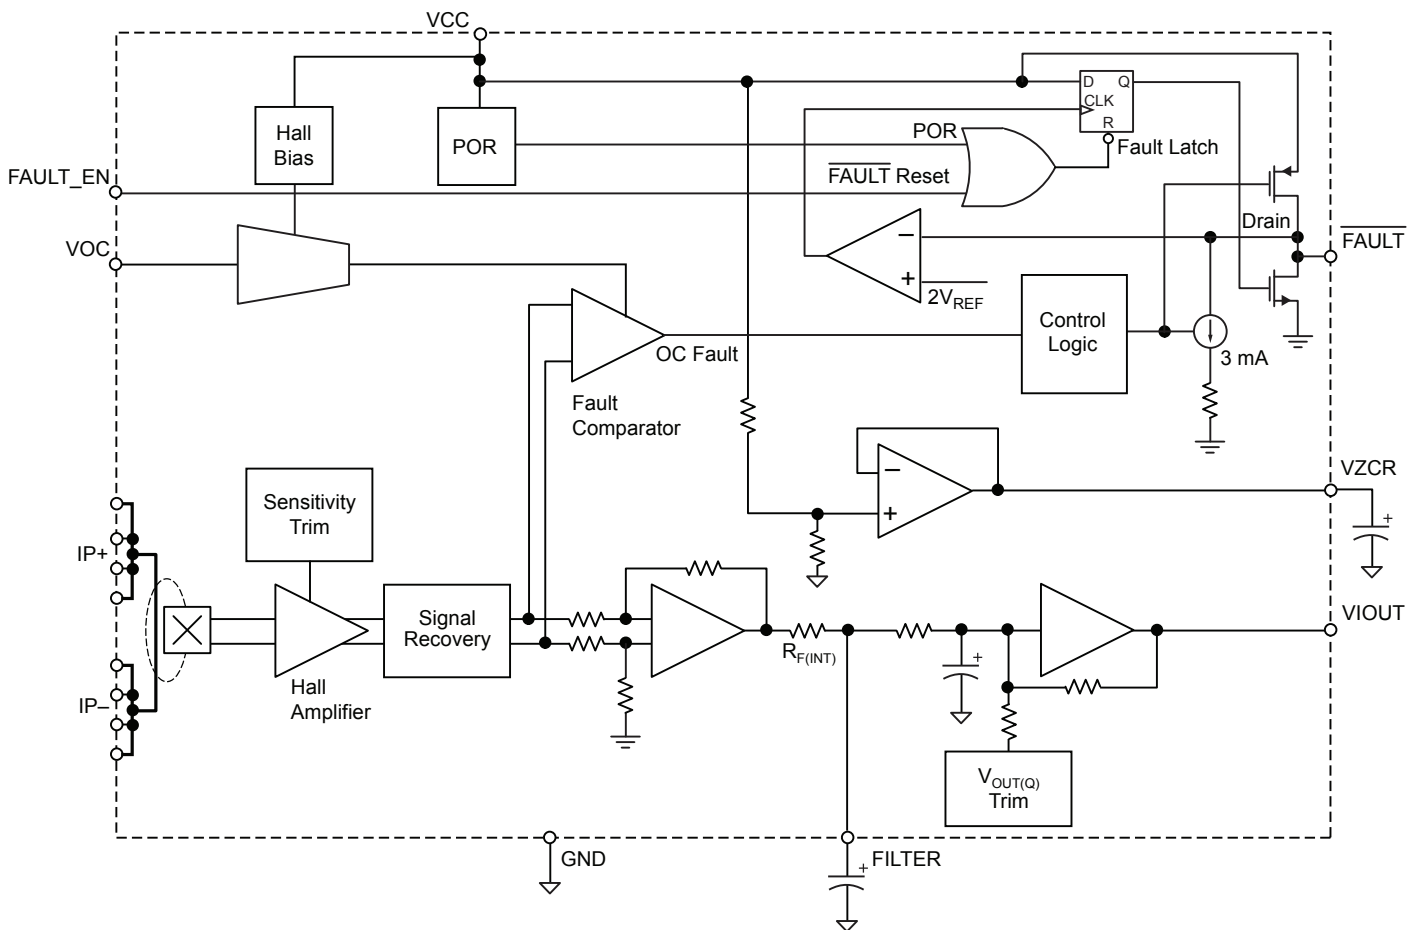 VCC
Hall
Bias
POR
POR
D Q
CLK
R
Fault Latch
FAULT_EN
FAULT Reset
VOC
Drain
FAULT
–
+
2VREF
Control
Logic
OC Fault
3 mA
Fault
Comparator
–
+
VZCR
+
Sensitivity
Trim
IP+
Signal
Recovery
VIOUT
RF(INT)
+
Hall
Amplifier
IP–
VOUT(Q)
Trim
GND
FILTER
+